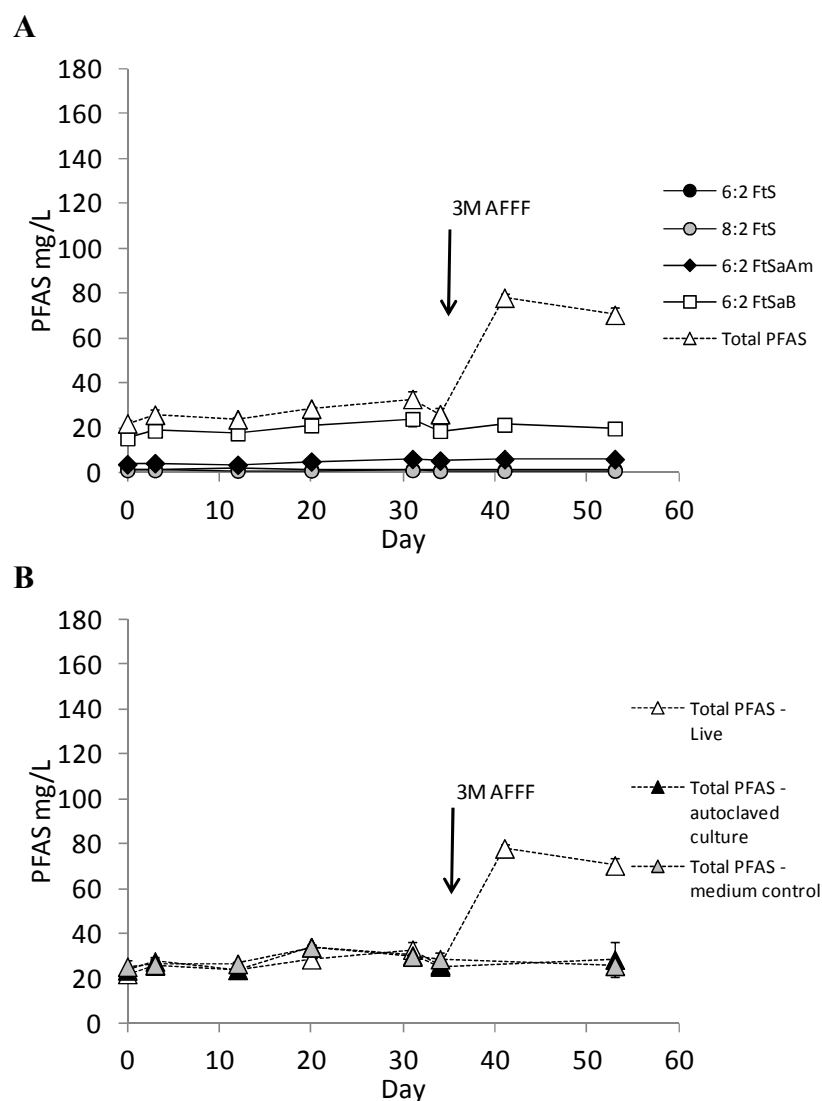 A
180
160
140
120
100
80
60
40
20
0
PFAS mg/L
3M AFFF
6:2 FtS
8:2 FtS
6:2 FtSaAm
6:2 FtSaB
Total PFAS
0 10 20 30 40 50 60
Day
B
180
160
140
120
100
80
60
40
20
0
PFAS mg/L
3M AFFF
Total PFAS -
Live
Total PFAS -
autoclaved
culture
Total PFAS -
medium control
0 10 20 30 40 50 60
Day